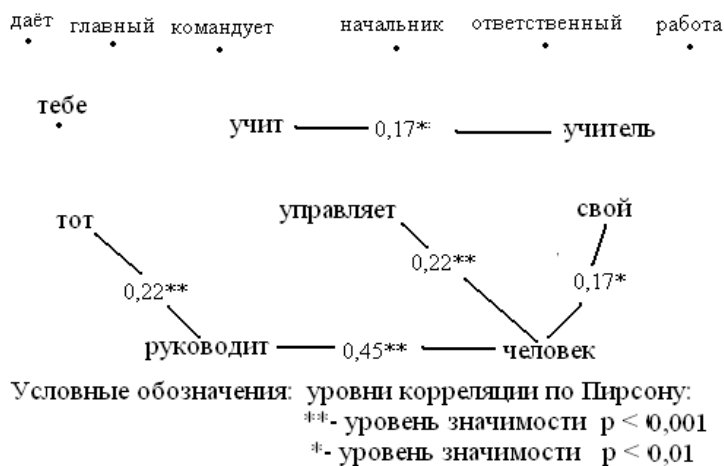 даёт главный командует начальник ответственный работа
тебе
учит 0,17* учитель
тот управляет свой
0,22** 0,22** 0,17*
руководит 0,45** человек
Условные обозначения: уровни корреляции по Пирсону:
**- уровень значимости p < 0,001
*- уровень значимости p < 0,01